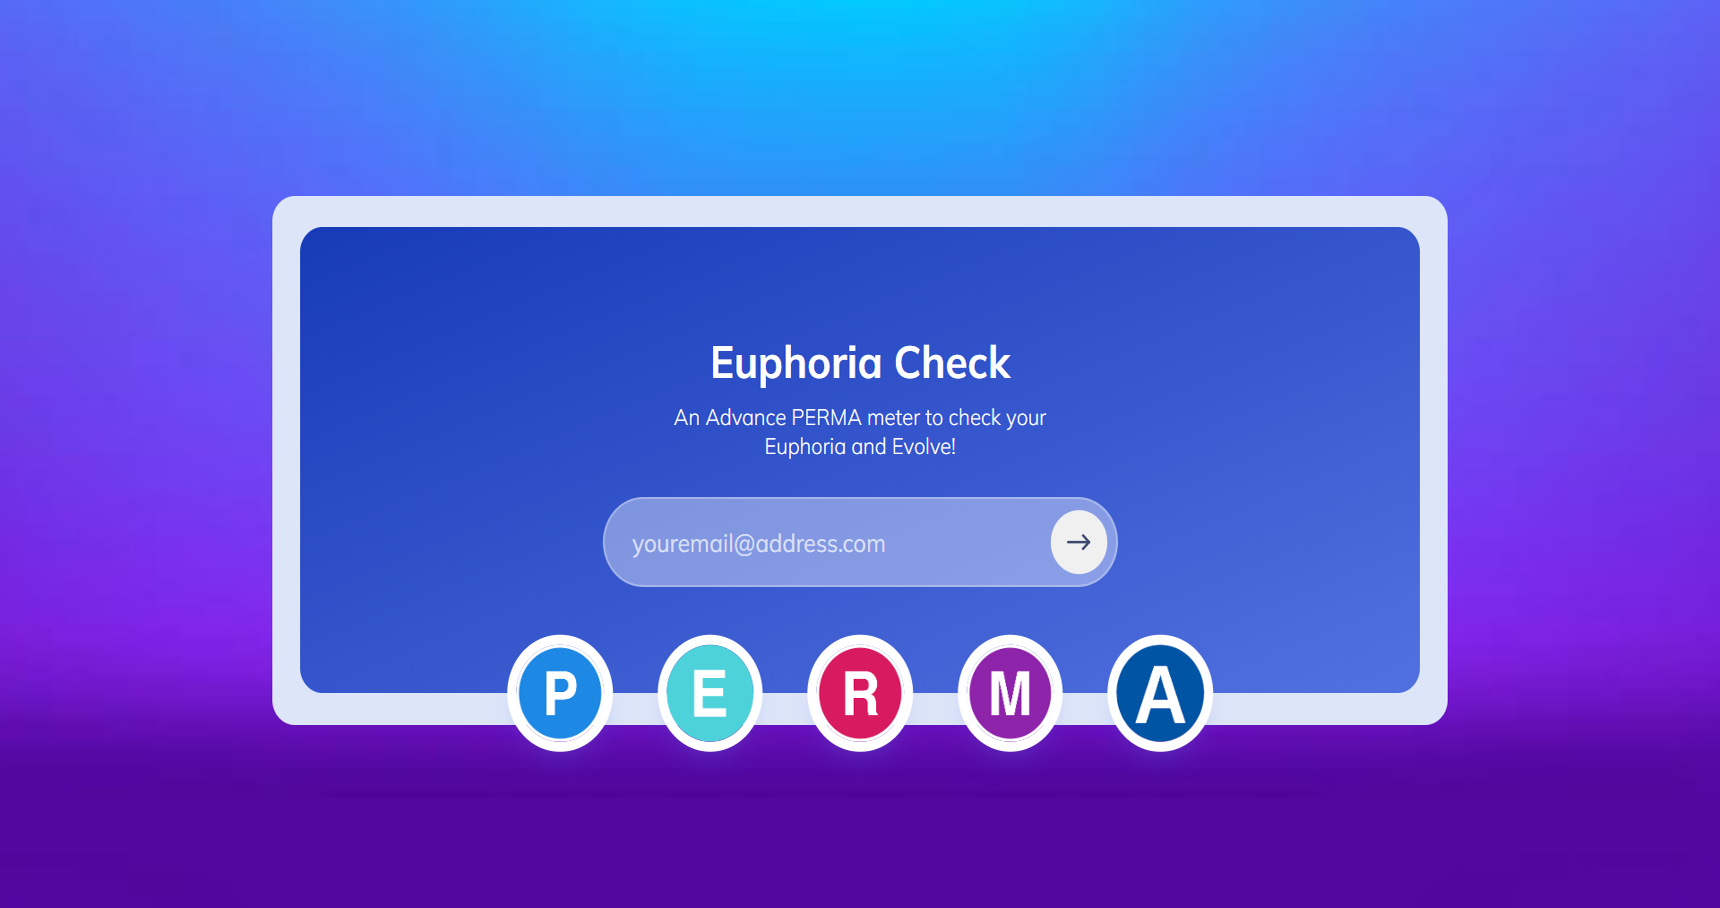 Euphoria Check
An Advance PERMA meter to check your
Euphoria and Evolve!
youremail@address.com
P E R M A